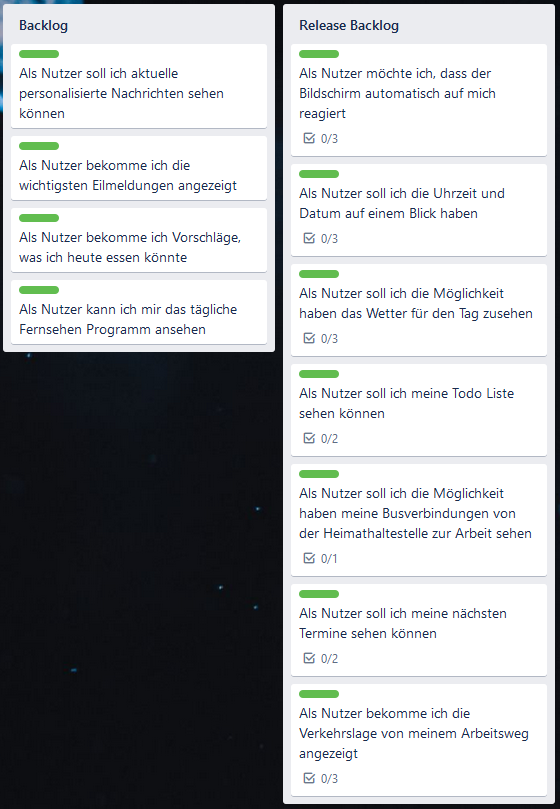 Backlog
Als Nutzer soll ich aktuelle
personalisierte Nachrichten sehen
können
Als Nutzer bekomme ich die
wichtigsten Eilmeldungen angezeigt
Als Nutzer bekomme ich Vorschläge,
was ich heute essen könnte
Als Nutzer kann ich mir das tägliche
Fernsehen Programm ansehen
Release Backlog
Als Nutzer möchte ich, dass der
Bildschirm automatisch auf mich
reagiert
0/3
Als Nutzer soll ich die Uhrzeit und
Datum auf einem Blick haben
0/3
Als Nutzer soll ich die Möglichkeit
haben das Wetter für den Tag zusehen
0/3
Als Nutzer soll ich meine Todo Liste
sehen können
0/2
Als Nutzer soll ich die Möglichkeit
haben meine Busverbindungen von
der Heimathaltestelle zur Arbeit sehen
0/1
Als Nutzer soll ich meine nächsten
Termine sehen können
0/2
Als Nutzer bekomme ich die
Verkehrslage von meinem Arbeitsweg
angezeigt
0/3